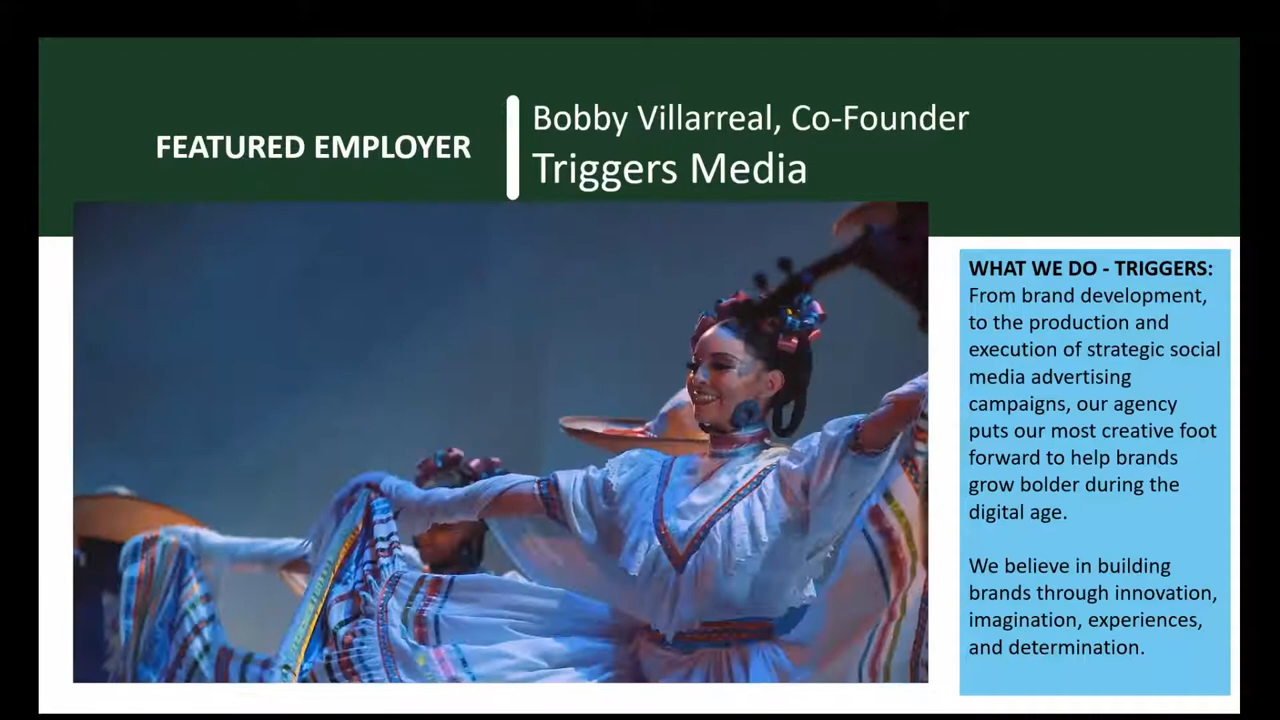 FEATURED EMPLOYER
Bobby Villarreal, Co-Founder
Triggers Media
WHAT WE DO - TRIGGERS:
From brand development,
to the production and
execution of strategic social
media advertising
campaigns, our agency
puts our most creative foot
forward to help brands
grow bolder during the
digital age.
We believe in building
brands through innovation,
imagination, experiences,
and determination.